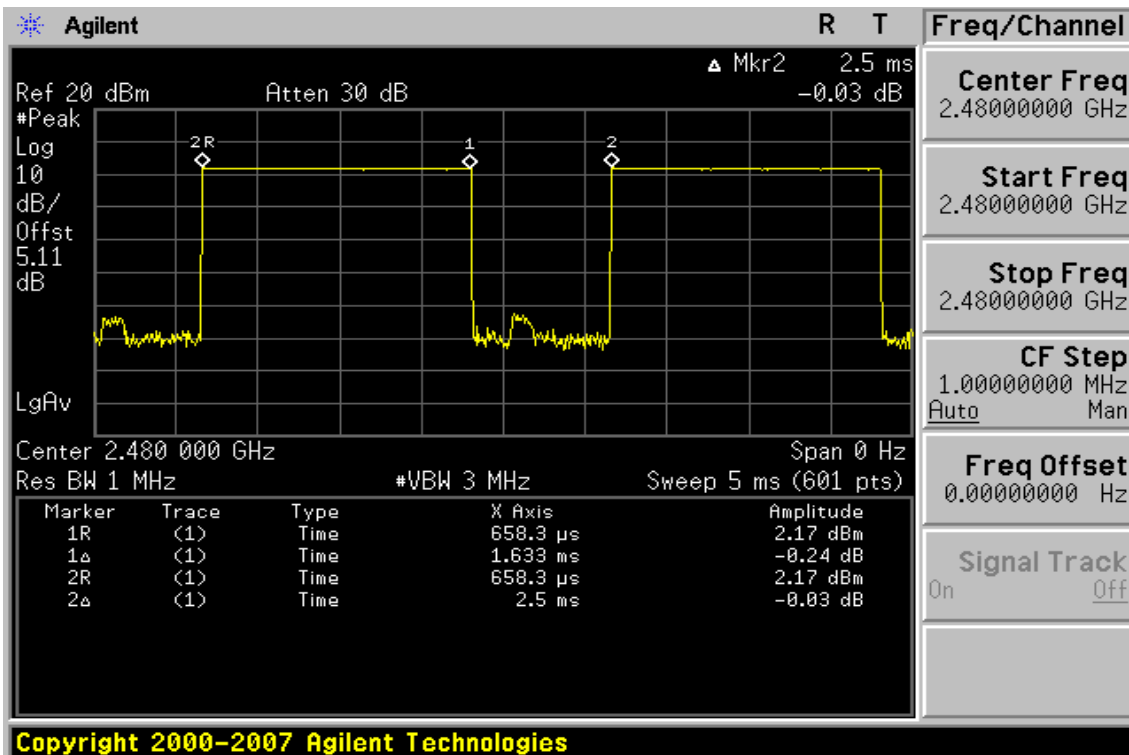 Agilent R T
Δ Mkr2 2.5 ms
Ref 20 dBm Atten 30 dB -0.03 dB
#Peak
Log
10
dB/
Offst
5.11
dB
2R 1 2
LgAv
Center 2.480 000 GHz Span 0 Hz
Res BW 1 MHz #VBW 3 MHz Sweep 5 ms (601 pts)
Marker Trace Type X Axis Amplitude
1R (1) Time 658.3 µs 2.17 dBm
1Δ (1) Time 1.633 ms -0.24 dB
2R (1) Time 658.3 µs 2.17 dBm
2Δ (1) Time 2.5 ms -0.03 dB
Copyright 2000-2007 Agilent Technologies
Freq/Channel
Center Freq
2.48000000 GHz
Start Freq
2.48000000 GHz
Stop Freq
2.48000000 GHz
CF Step
1.00000000 MHz
Auto Man
Freq Offset
0.00000000 Hz
Signal Track
On Off